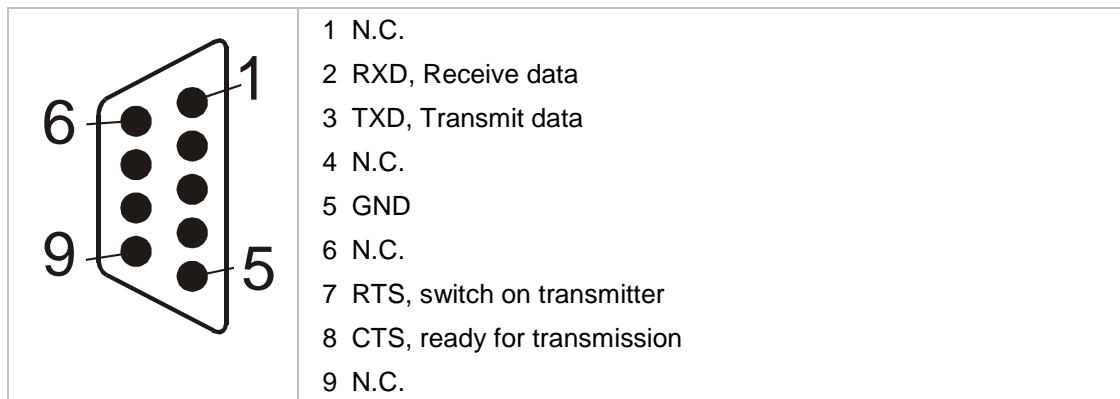 1
6
9
5
1 N.C.
2 RXD, Receive data
3 TXD, Transmit data
4 N.C.
5 GND
6 N.C.
7 RTS, switch on transmitter
8 CTS, ready for transmission
9 N.C.